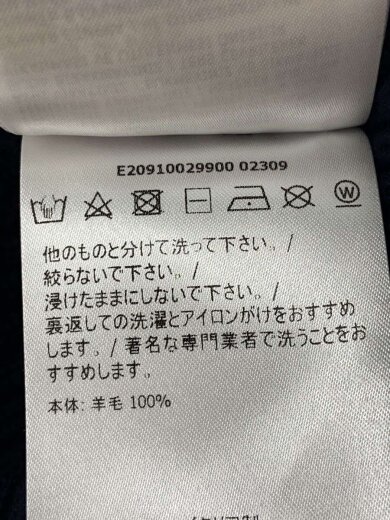 E20910029900 02309
W
他のものと分けて洗って下さい。/
絞らないで下さい。/
浸けたままにしないで下さい。/
裏返しての洗濯とアイロンがけをおすすめ
します。/ 著名な専門業者で洗うことをお
すすめします。
本体: 羊毛 100%